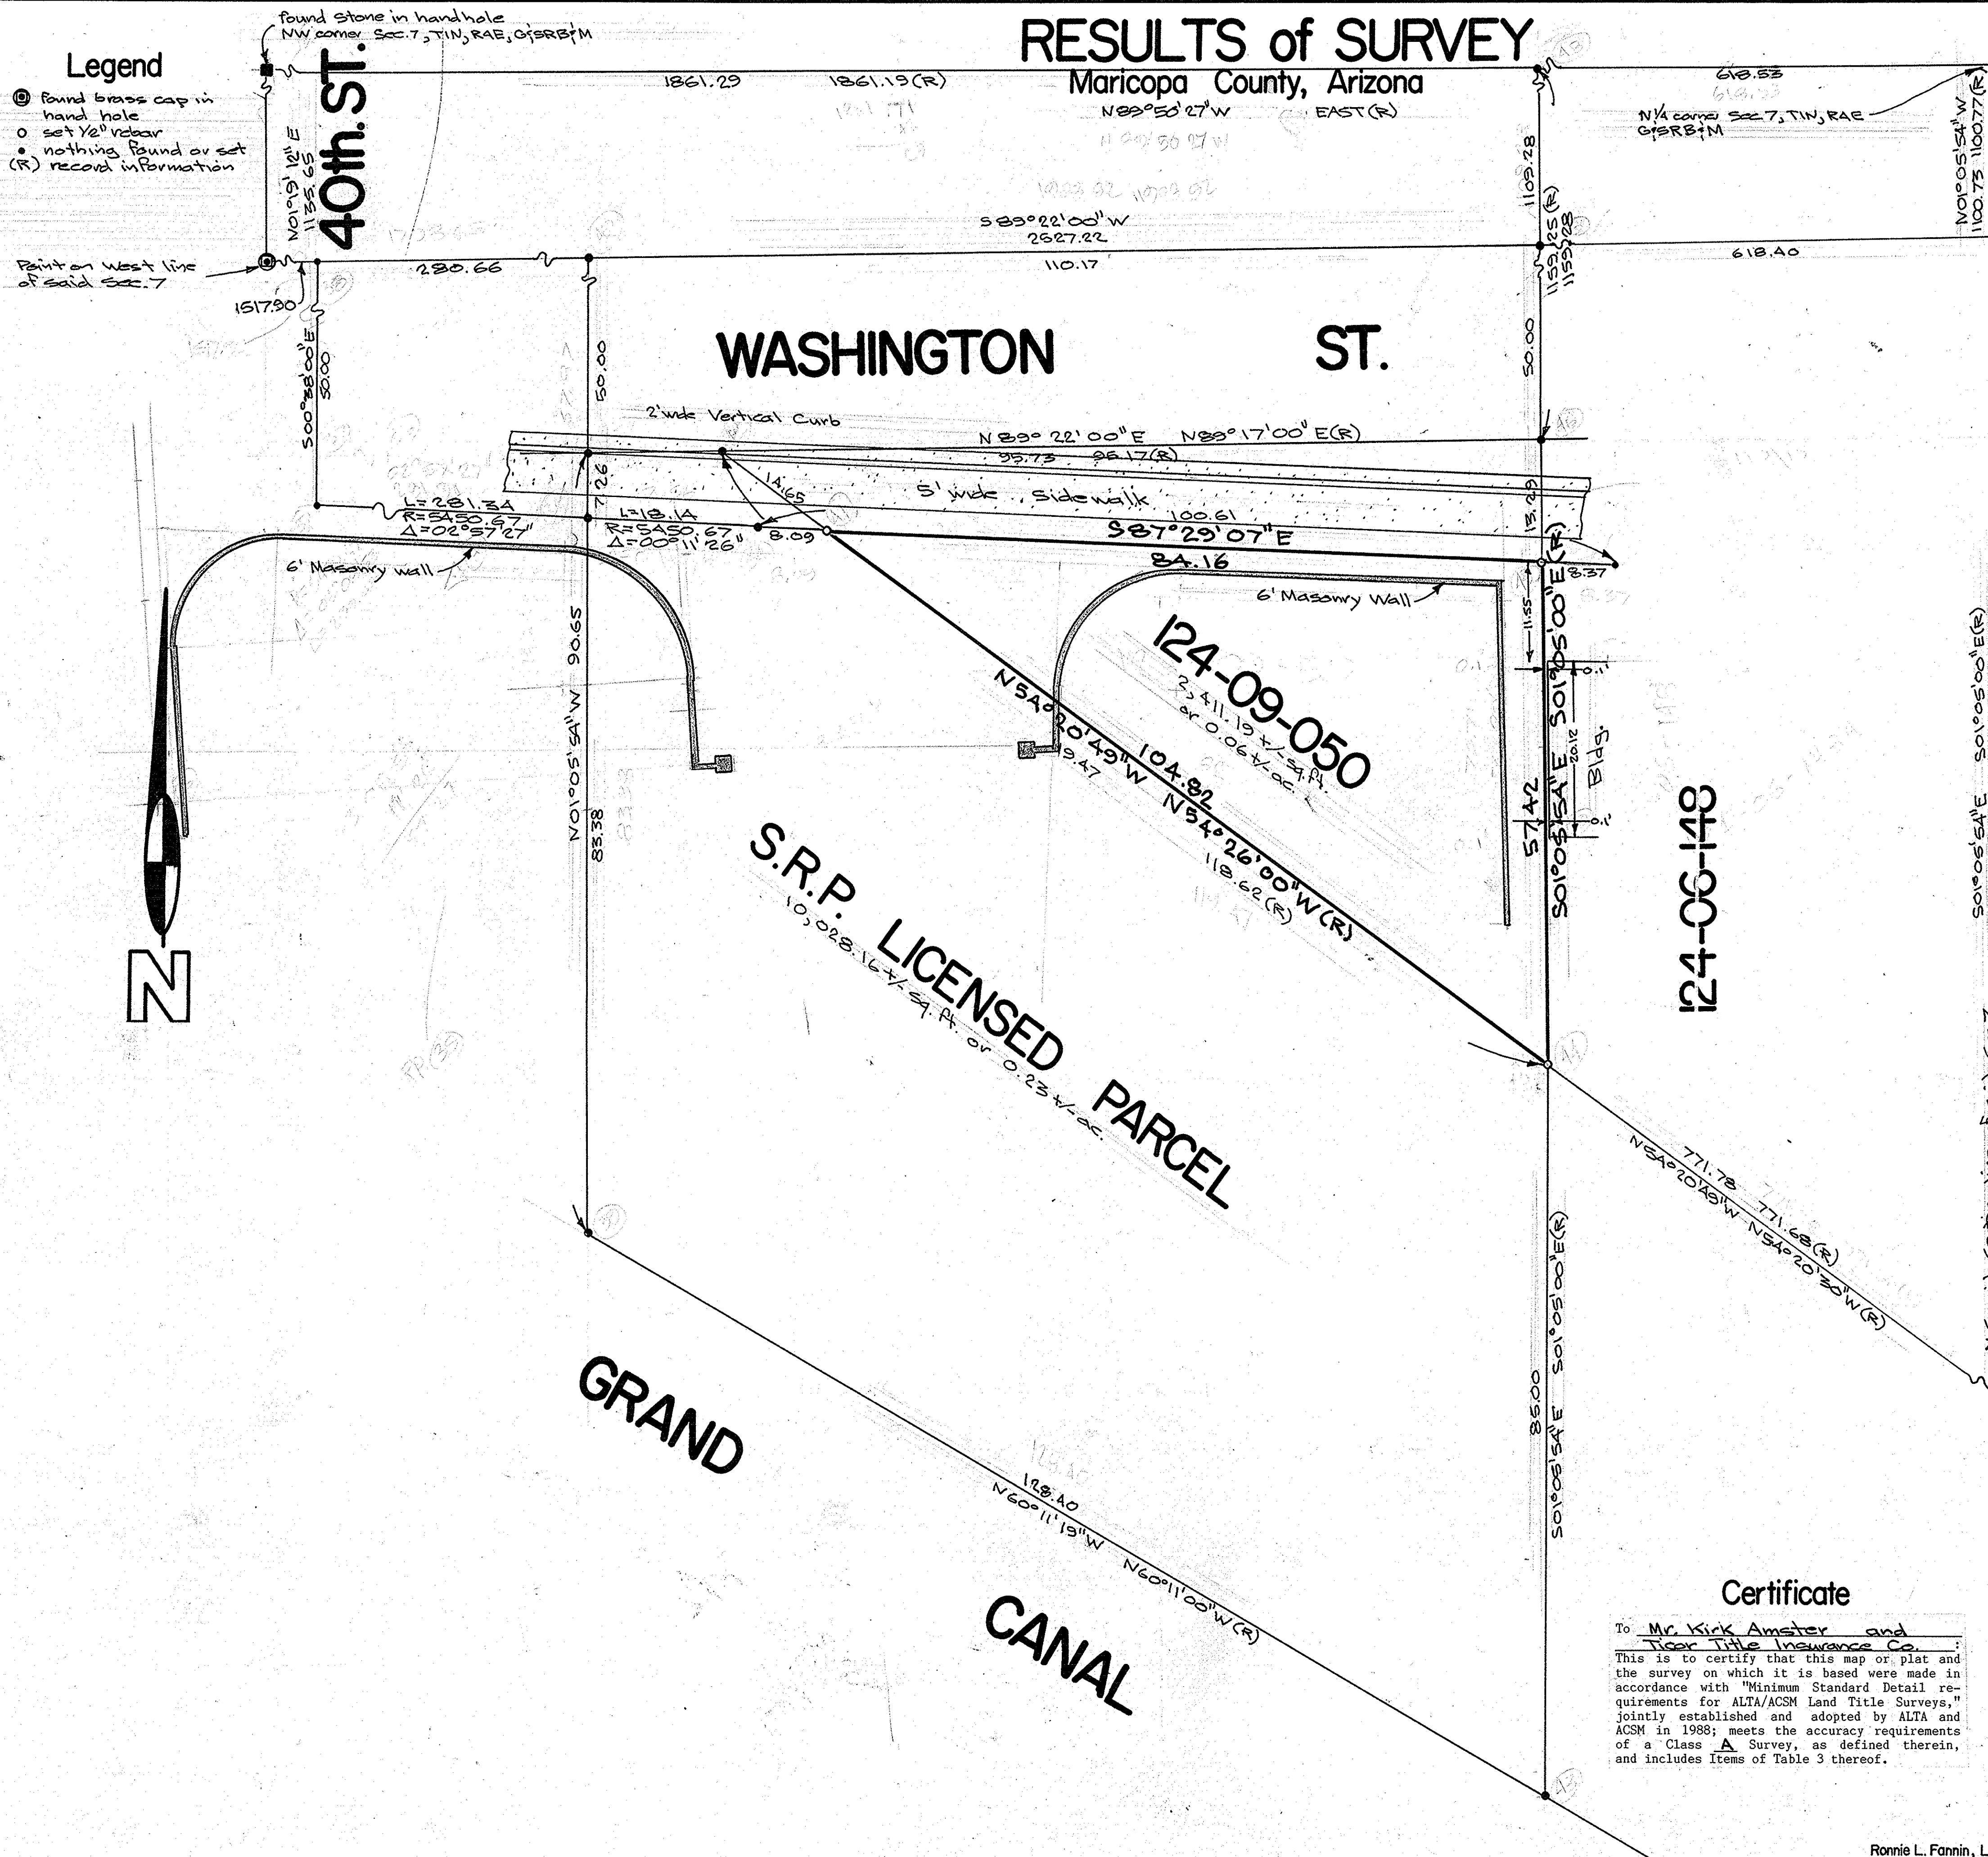 RESULTS of SURVEY
Maricopa County, Arizona
N89°50'27"W EAST(R)
found Stone in handhole
NW corner Sec.7, T1N, R4E, G&SRB&M
Legend
found brass cap in
hand hole
set 1/2" rebar
nothing found or set
(R) record information
40th.ST.
N01°19'12"E
1135.65
1861.29 1861.19(R)
618.53
N1/4 corner Sec.7, T1N, R4E
G&SRB&M
N01°05'54"W
1100.73 1100.77(R)
1109.28
1159.25(R)
1159.28
S89°22'00"W
2527.22
Point on West line
of said Sec.7
280.66
110.17
618.40
1517.90
S00°38'00"E
50.00
50.00
50.00
WASHINGTON ST.
2' wide Vertical Curb
N89°22'00"E N89°17'00"E(R)
95.73 96.17(R)
14.65
5' wide Sidewalk
7.26
13.29
L=281.34
R=5450.67
Δ=02°57'27"
L=18.14
R=5450.67
Δ=00°11'26"
8.09
100.61
S87°29'07"E
84.16
8.37
6' Masonry wall
6' Masonry Wall
11.55
124-09-050
2,411.19 +/- sq.ft.
or 0.06 +/- ac.
N54°20'49"W N54°26'00"W(R)
104.82
118.62(R)
57.42
S01°05'54"E S01°05'00"E(R)
0.1'
20.12
Bldg.
0.1'
124-06-148
S01°05'54"E S01°05'00"E(R)
N01°05'54"W 90.65
83.38
S.R.P. LICENSED PARCEL
10,028.16 +/- sq. ft. or 0.23 +/- ac.
N
771.78 771.68(R)
N54°20'49"W N54°20'30"W(R)
85.00
S01°05'54"E S01°05'00"E(R)
GRAND
CANAL
128.40
N60°11'19"W N60°11'00"W(R)
Certificate
To Mr. Kirk Amster and
Ticor Title Insurance Co. :
This is to certify that this map or plat and
the survey on which it is based were made in
accordance with "Minimum Standard Detail re-
quirements for ALTA/ACSM Land Title Surveys,"
jointly established and adopted by ALTA and
ACSM in 1988; meets the accuracy requirements
of a Class A Survey, as defined therein,
and includes Items of Table 3 thereof.
Ronnie L. Fannin, L